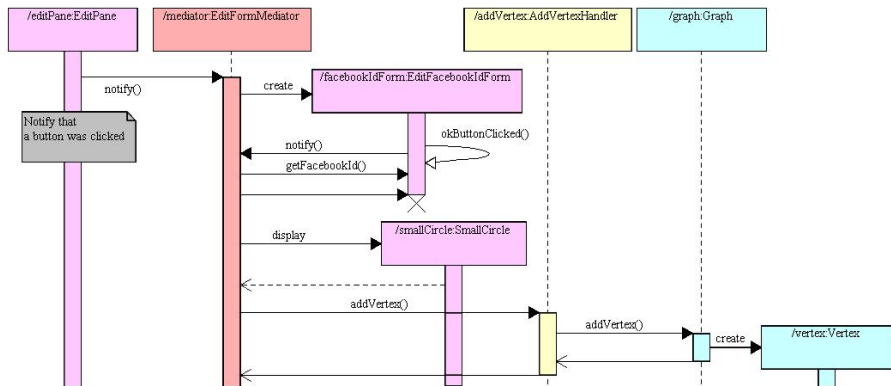 /editPane:EditPane
/mediator:EditFormMediator
/addVertex:AddVertexHandler
/graph:Graph
notify()
create
/facebookIdForm:EditFacebookIdForm
Notify that
a button was clicked
okButtonClicked()
notify()
getFacebookId()
display
/smallCircle:SmallCircle
addVertex()
addVertex()
create
/vertex:Vertex